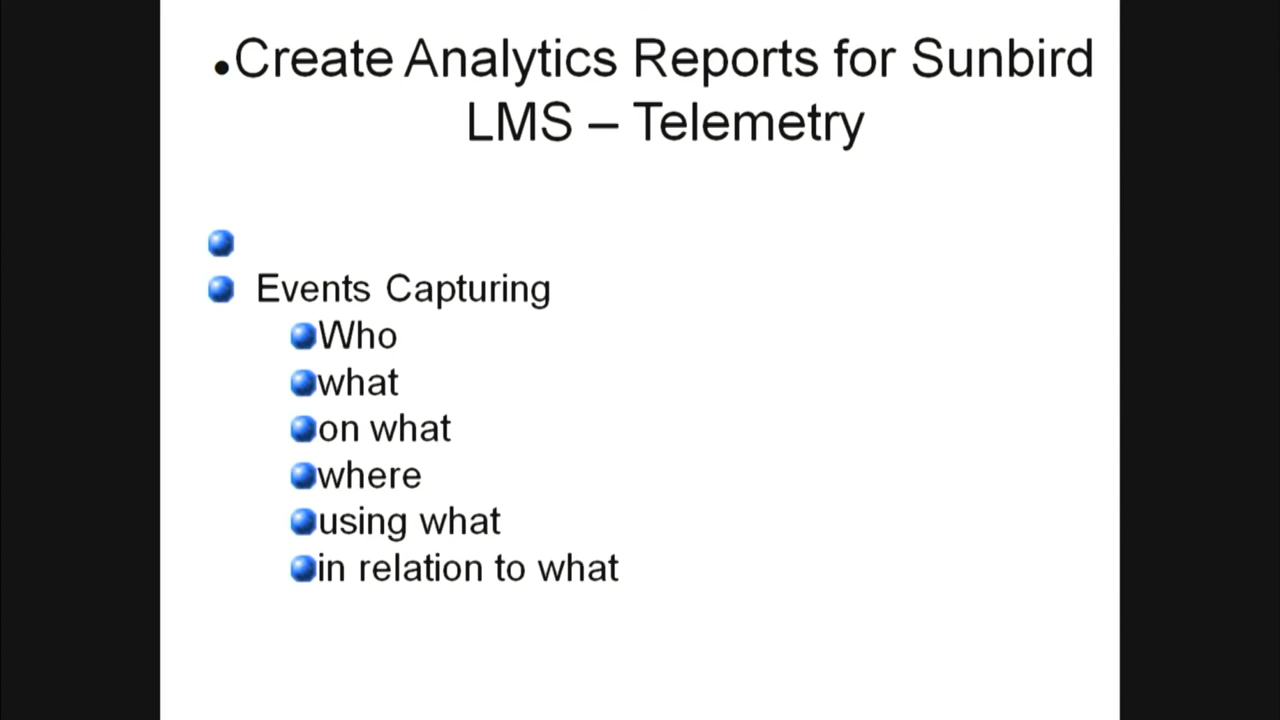 •Create Analytics Reports for Sunbird
LMS – Telemetry
Events Capturing
Who
what
on what
where
using what
in relation to what